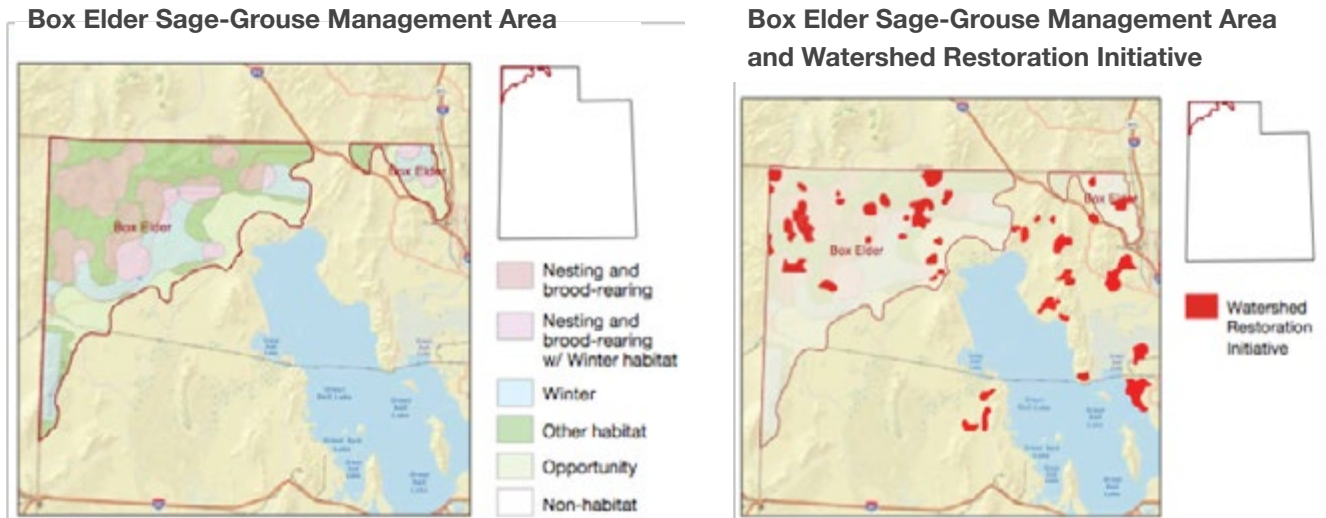 Box Elder Sage-Grouse Management Area
Box Elder
Box Elder
Nesting and
brood-rearing
Nesting and
brood-rearing
w/ Winter habitat
Winter
Other habitat
Opportunity
Non-habitat
Box Elder Sage-Grouse Management Area
and Watershed Restoration Initiative
Box Elder
Box Elder
Watershed
Restoration
Initiative